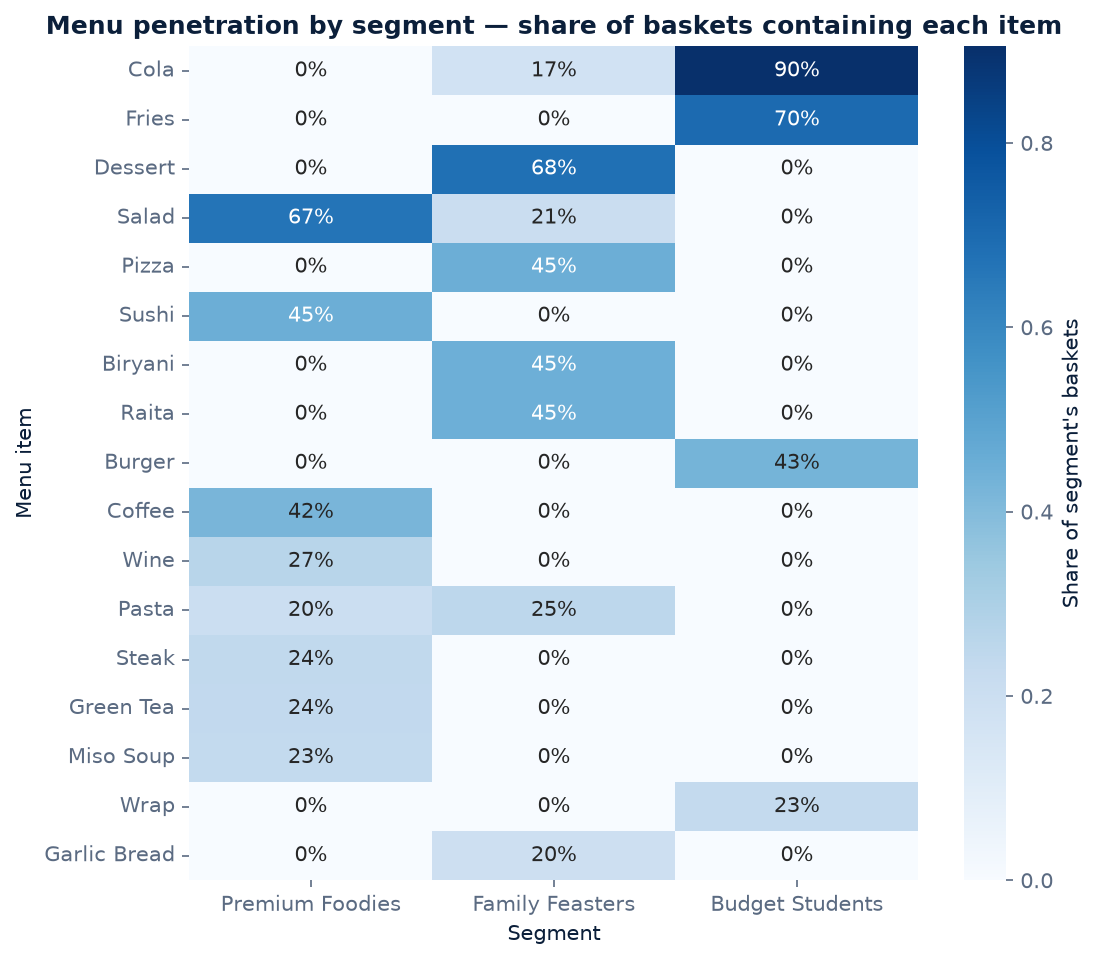 Menu penetration by segment — share of baskets containing each item
Cola 0% 17% 90%
Fries 0% 0% 70%
Dessert 0% 68% 0%
Salad 67% 21% 0%
Pizza 0% 45% 0%
Sushi 45% 0% 0%
Biryani 0% 45% 0%
Raita 0% 45% 0%
Burger 0% 0% 43%
Coffee 42% 0% 0%
Wine 27% 0% 0%
Pasta 20% 25% 0%
Steak 24% 0% 0%
Green Tea 24% 0% 0%
Miso Soup 23% 0% 0%
Wrap 0% 0% 23%
Garlic Bread 0% 20% 0%
Premium Foodies Family Feasters Budget Students
Segment
Menu item
0.8
0.6
0.4
0.2
0.0
Share of segment's baskets